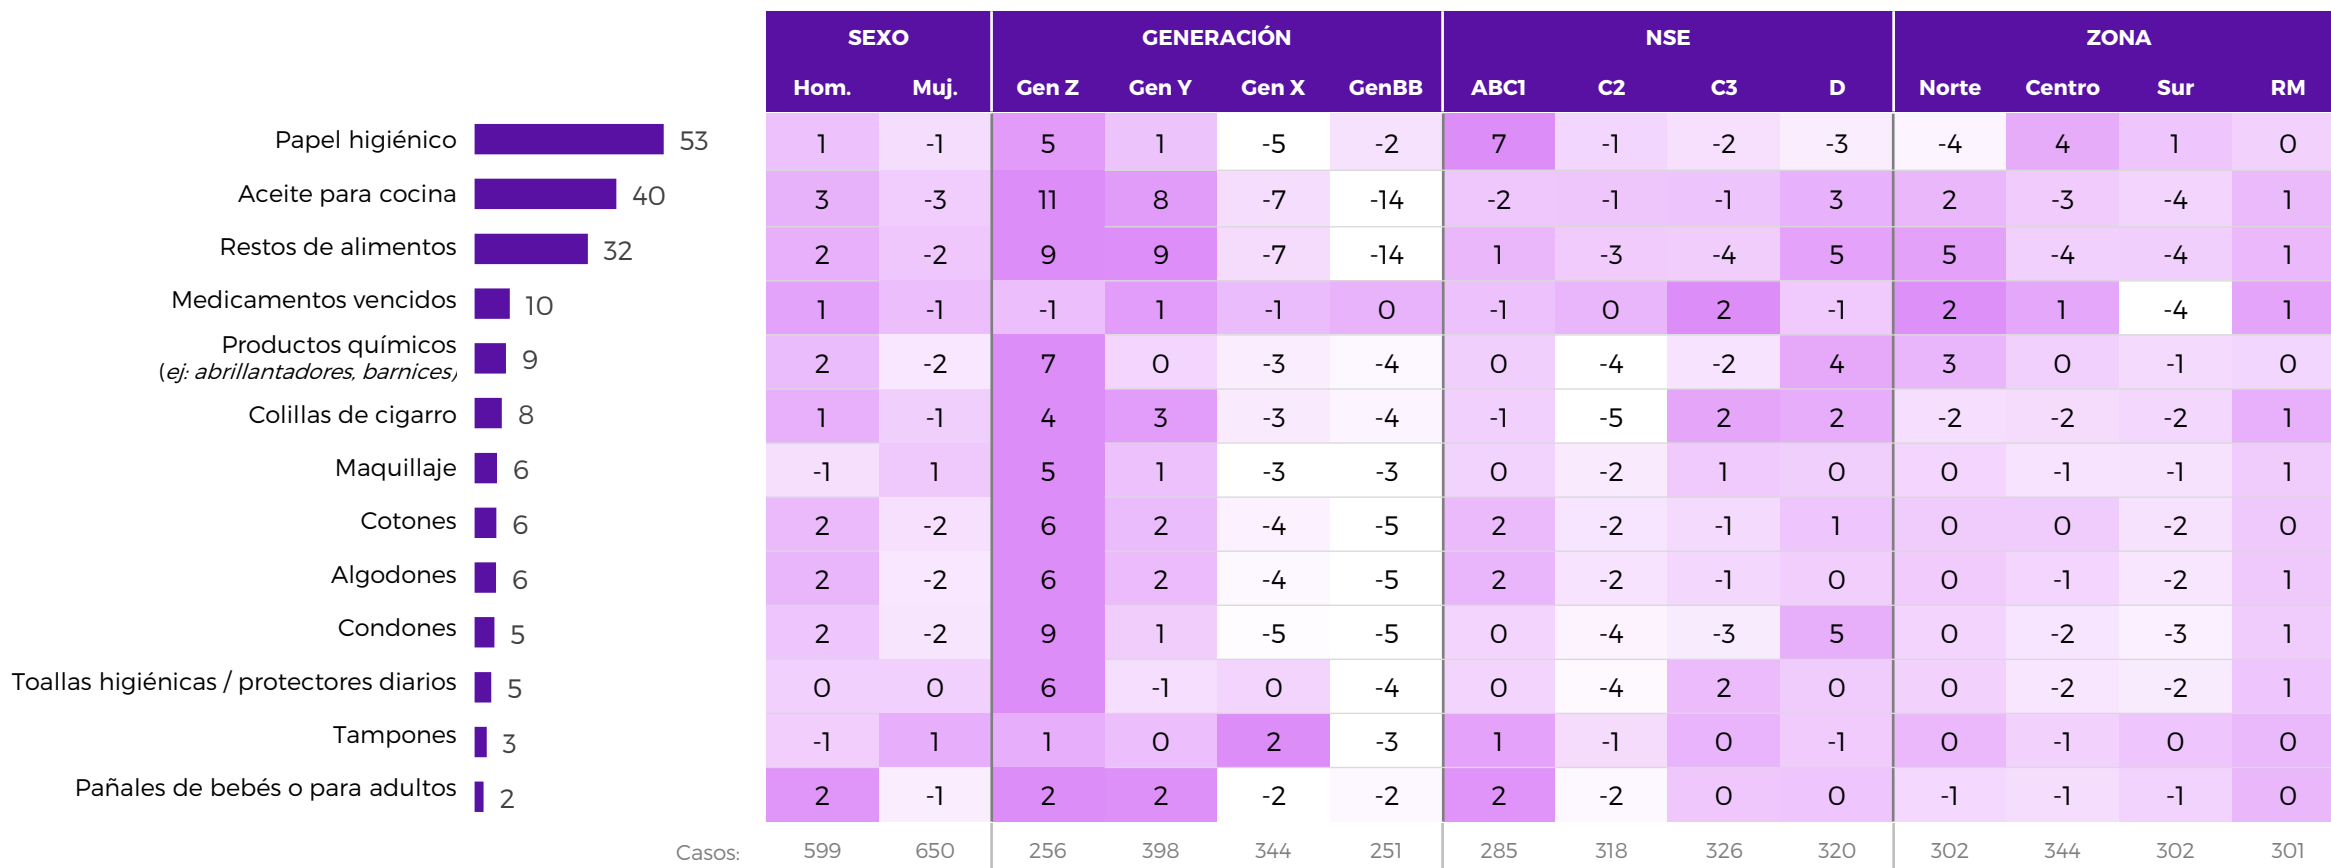 SEXO GENERACIÓN NSE ZONA
Hom. Muj. Gen Z Gen Y Gen X GenBB ABC1 C2 C3 D Norte Centro Sur RM
Papel higiénico 53 1 -1 5 1 -5 -2 7 -1 -2 -3 -4 4 1 0
Aceite para cocina 40 3 -3 11 8 -7 -14 -2 -1 -1 3 2 -3 -4 1
Restos de alimentos 32 2 -2 9 9 -7 -14 1 -3 -4 5 5 -4 -4 1
Medicamentos vencidos 10 1 -1 -1 1 -1 0 -1 0 2 -1 2 1 -4 1
Productos químicos
(ej: abrillantadores, barnices) 9 2 -2 7 0 -3 -4 0 -4 -2 4 3 0 -1 0
Colillas de cigarro 8 1 -1 4 3 -3 -4 -1 -5 2 2 -2 -2 -2 1
Maquillaje 6 -1 1 5 1 -3 -3 0 -2 1 0 0 -1 -1 1
Cotones 6 2 -2 6 2 -4 -5 2 -2 -1 1 0 0 -2 0
Algodones 6 2 -2 6 2 -4 -5 2 -2 -1 0 0 -1 -2 1
Condones 5 2 -2 9 1 -5 -5 0 -4 -3 5 0 -2 -3 1
Toallas higiénicas / protectores diarios 5 0 0 6 -1 0 -4 0 -4 2 0 0 -2 -2 1
Tampones 3 -1 1 1 0 2 -3 1 -1 0 -1 0 -1 0 0
Pañales de bebés o para adultos 2 2 -1 2 2 -2 -2 2 -2 0 0 -1 -1 -1 0
Casos: 599 650 256 398 344 251 285 318 326 320 302 344 302 301